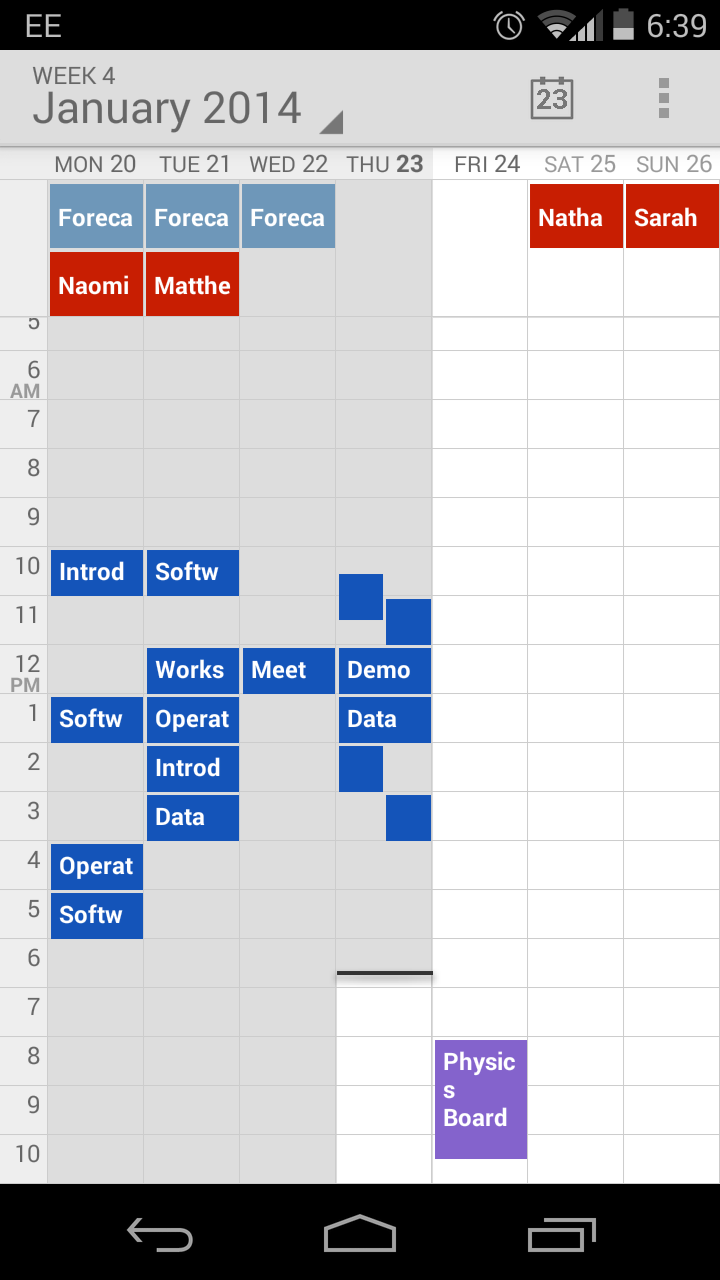 EE 6:39
WEEK 4
January 2014 23
MON 20 TUE 21 WED 22 THU 23 FRI 24 SAT 25 SUN 26
Foreca Foreca Foreca Natha Sarah
Naomi Matthe
5
6
AM
7
8
9
10 Introd Softw
11
12 Works Meet Demo
PM
1 Softw Operat Data
2 Introd
3 Data
4 Operat
5 Softw
6
7
8 Physic
s
9 Board
10